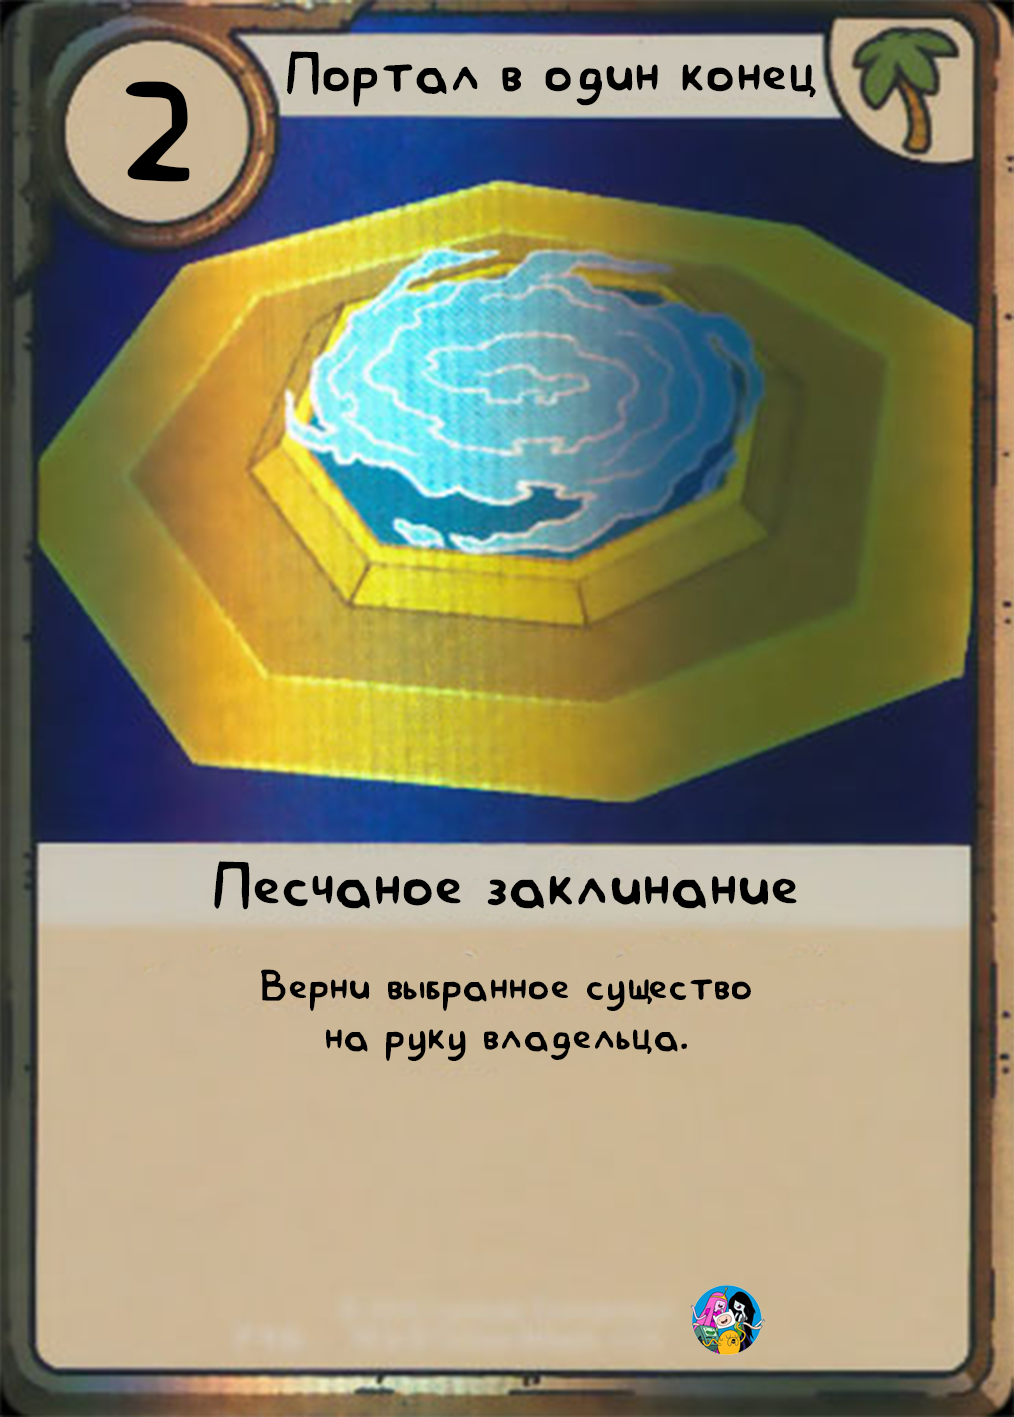 2
Портал в один конец
Песчаное заклинание
Верни выбранное существо
на руку владельца.